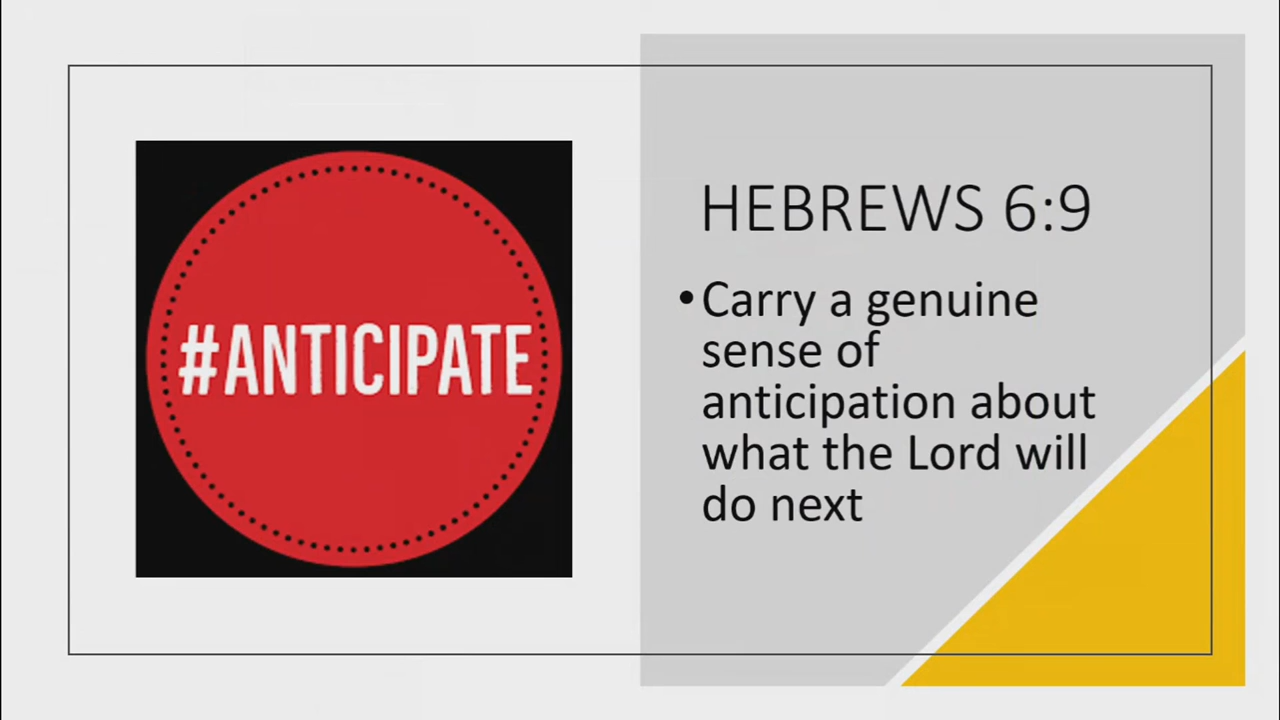 #ANTICIPATE
HEBREWS 6:9
• Carry a genuine
sense of
anticipation about
what the Lord will
do next